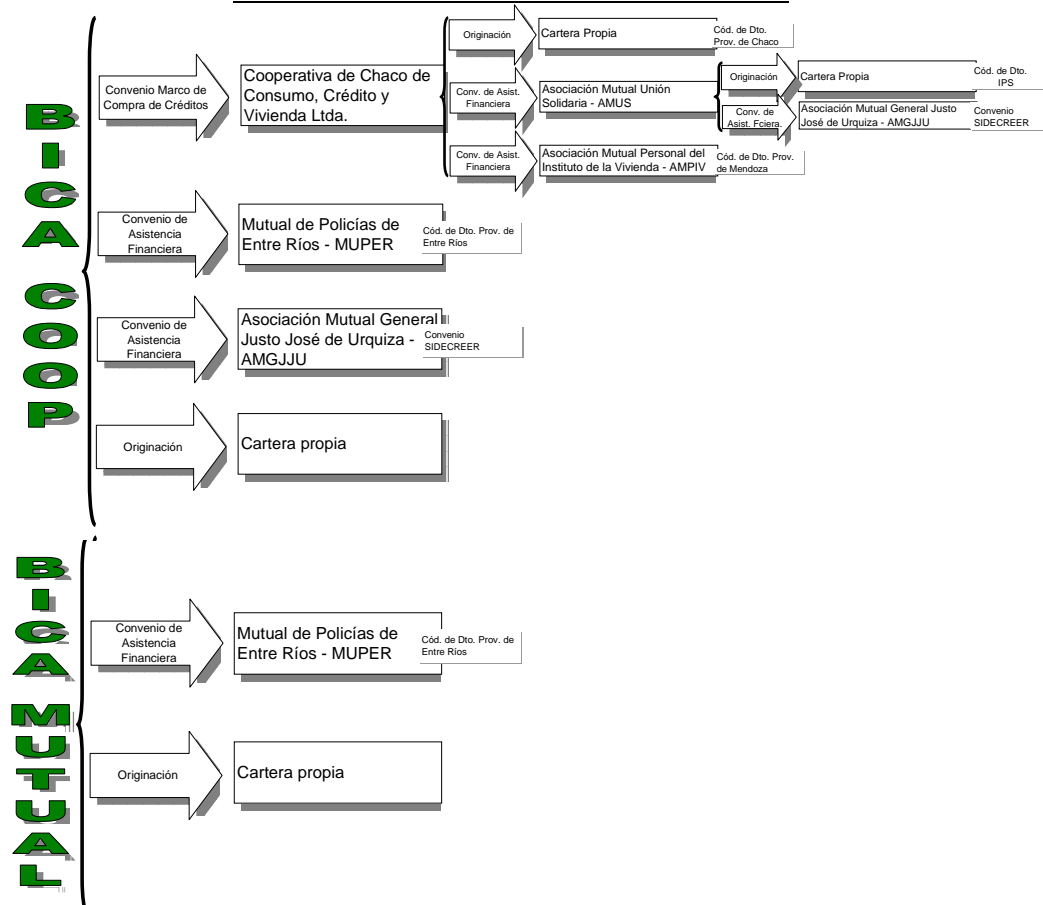 BICA COOP
Convenio Marco de
Compra de Créditos
Cooperativa de Chaco de
Consumo, Crédito y
Vivienda Ltda.
Originación
Cartera Propia
Cód. de Dto.
Prov. de Chaco
Conv. de Asist.
Financiera
Asociación Mutual Unión
Solidaria - AMUS
Originación
Cartera Propia
Cód. de Dto.
IPS
Conv. de
Asist. Fciera.
Asociación Mutual General Justo
José de Urquiza - AMGJJU
Convenio
SIDECREER
Conv. de Asist.
Financiera
Asociación Mutual Personal del
Instituto de la Vivienda - AMPIV
Cód. de Dto. Prov.
de Mendoza
Convenio de
Asistencia
Financiera
Mutual de Policías de
Entre Ríos - MUPER
Cód. de Dto. Prov. de
Entre Ríos
Convenio de
Asistencia
Financiera
Asociación Mutual General
Justo José de Urquiza -
AMGJJU
Convenio
SIDECREER
Originación
Cartera propia
BICA MUTUAL
Convenio de
Asistencia
Financiera
Mutual de Policías de
Entre Ríos - MUPER
Cód. de Dto. Prov. de
Entre Ríos
Originación
Cartera propia